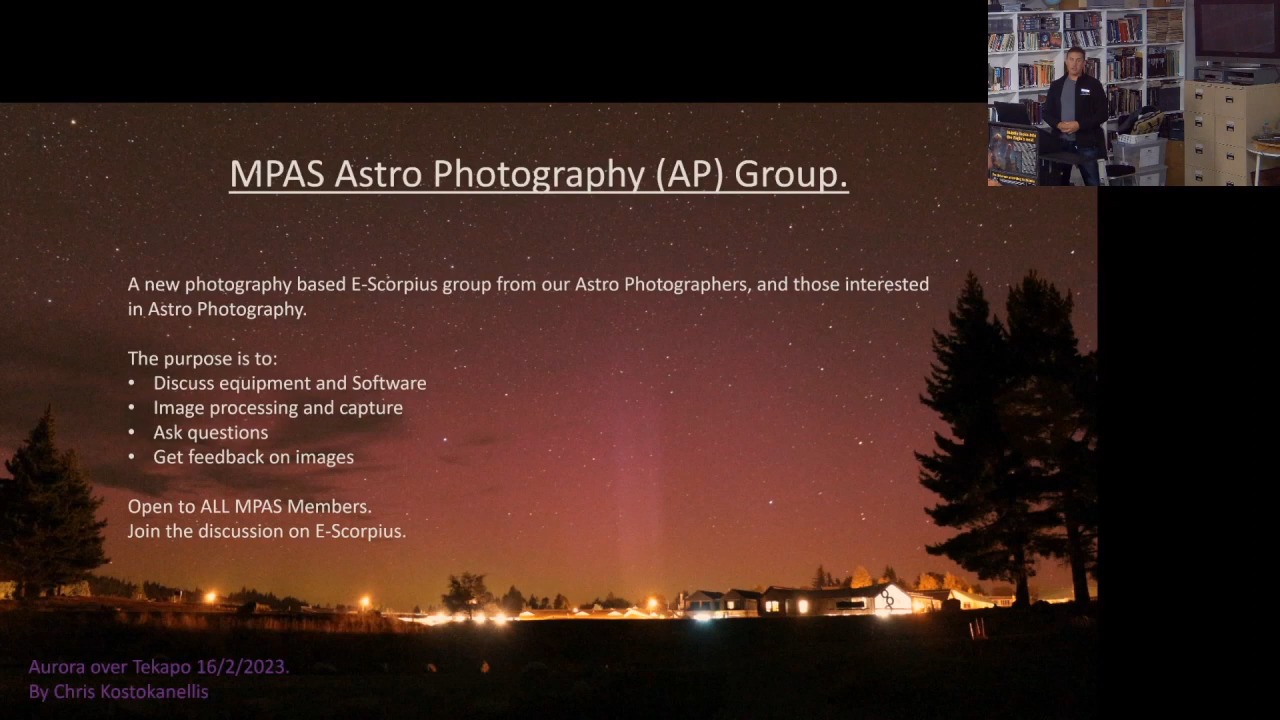 MPAS Astro Photography (AP) Group.
A new photography based E-Scorpius group from our Astro Photographers, and those interested
in Astro Photography.
The purpose is to:
• Discuss equipment and Software
• Image processing and capture
• Ask questions
• Get feedback on images
Open to ALL MPAS Members.
Join the discussion on E-Scorpius.
Aurora over Tekapo 16/2/2023.
By Chris Kostokanellis